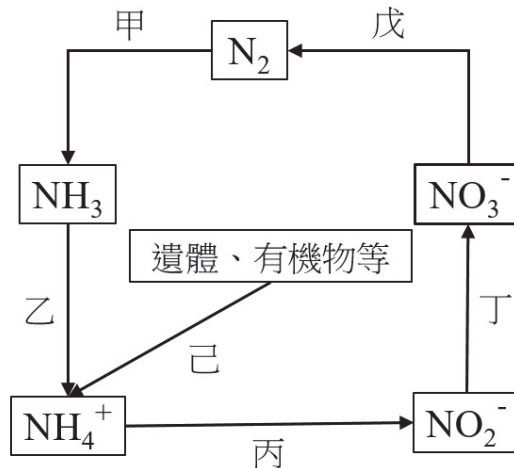 甲
戊
N₂
NH₃
NO₃⁻
遺體、有機物等
乙
丁
己
NH₄⁺
NO₂⁻
丙